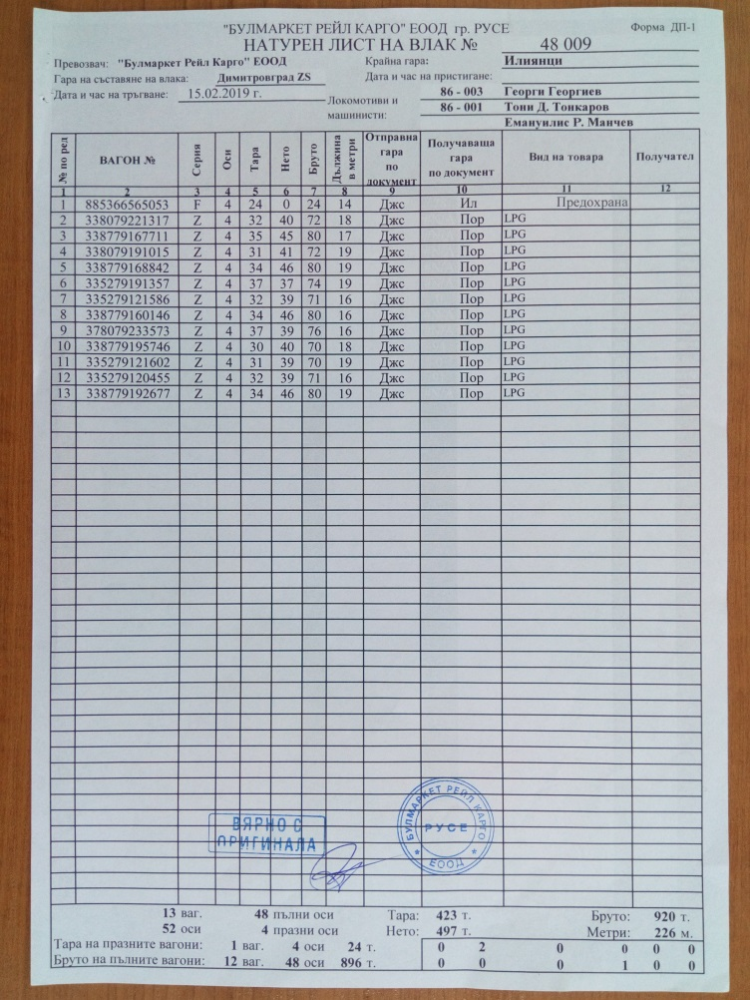 "БУЛМАРКЕТ РЕЙЛ КАРГО" ЕООД гр. РУСЕ
Форма ДП-1
НАТУРЕН ЛИСТ НА ВЛАК № 48 009
Превозвач: "Булмаркет Рейл Карго" ЕООД
Крайна гара: Илиянци
Гара на съставяне на влака: Димитровград ZS
Дата и час на пристигане:
Дата и час на тръгване: 15.02.2019 г.
Локомотиви и машинисти:
86 - 003 Георги Георгиев
86 - 001 Тони Д. Тонкаров
Емануилис Р. Манчев
№ по ред ВАГОН № Серия Оси Тара Нето Бруто Дължина в метри Отправна гара по документ Получаваща гара по документ Вид на товара Получател
1 2 3 4 5 6 7 8 9 10 11 12
1 885366565053 F 4 24 0 24 14 Джс Ил Предохрана
2 338079221317 Z 4 32 40 72 18 Джс Пор LPG
3 338779167711 Z 4 35 45 80 17 Джс Пор LPG
4 338079191015 Z 4 31 41 72 19 Джс Пор LPG
5 338779168842 Z 4 34 46 80 19 Джс Пор LPG
6 335279191357 Z 4 37 37 74 19 Джс Пор LPG
7 335279121586 Z 4 32 39 71 16 Джс Пор LPG
8 338779160146 Z 4 34 46 80 16 Джс Пор LPG
9 378079233573 Z 4 37 39 76 16 Джс Пор LPG
10 338779195746 Z 4 30 40 70 18 Джс Пор LPG
11 335279121602 Z 4 31 39 70 19 Джс Пор LPG
12 335279120455 Z 4 32 39 71 16 Джс Пор LPG
13 338779192677 Z 4 34 46 80 19 Джс Пор LPG
ВЯРНО С
ОРИГИНАЛА
БУЛМАРКЕТ РЕЙЛ КАРГО
РУСЕ
* ЕООД *
13 ваг. 48 пълни оси Тара: 423 т. Бруто: 920 т.
52 оси 4 празни оси Нето: 497 т. Метри: 226 м.
Тара на празните вагони: 1 ваг. 4 оси 24 т. 0 2 0 0 0 0
Бруто на пълните вагони: 12 ваг. 48 оси 896 т. 0 0 0 1 0 0